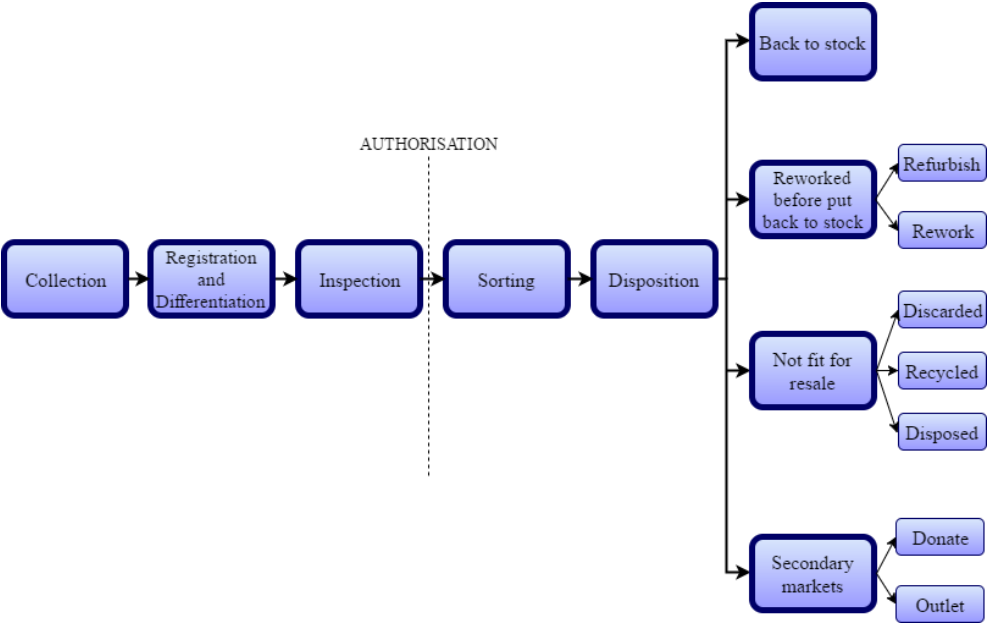 Back to stock
AUTHORISATION
Reworked
before put
back to stock
Refurbish
Rework
Collection
Registration
and
Differentiation
Inspection
Sorting
Disposition
Not fit for
resale
Discarded
Recycled
Disposed
Secondary
markets
Donate
Outlet